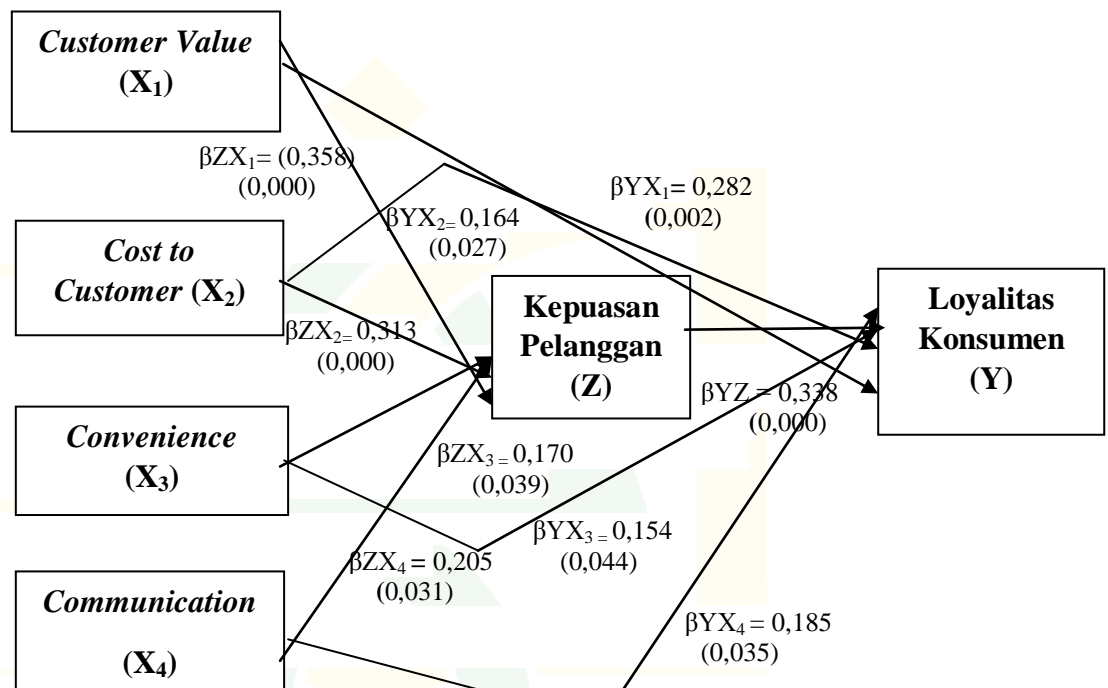 Customer Value
(X₁)
βZX₁= (0,358)
(0,000)
βYX₁= 0,282
(0,002)
βYX₂₌ 0,164
(0,027)
Cost to
Customer (X₂)
Kepuasan
Pelanggan
(Z)
Loyalitas
Konsumen
(Y)
βZX₂₌ 0,313
(0,000)
βYZ = 0,338
(0,000)
Convenience
(X₃)
βZX₃ ₌ 0,170
(0,039)
βYX₃ ₌ 0,154
(0,044)
βZX₄ = 0,205
(0,031)
Communication
(X₄)
βYX₄ = 0,185
(0,035)